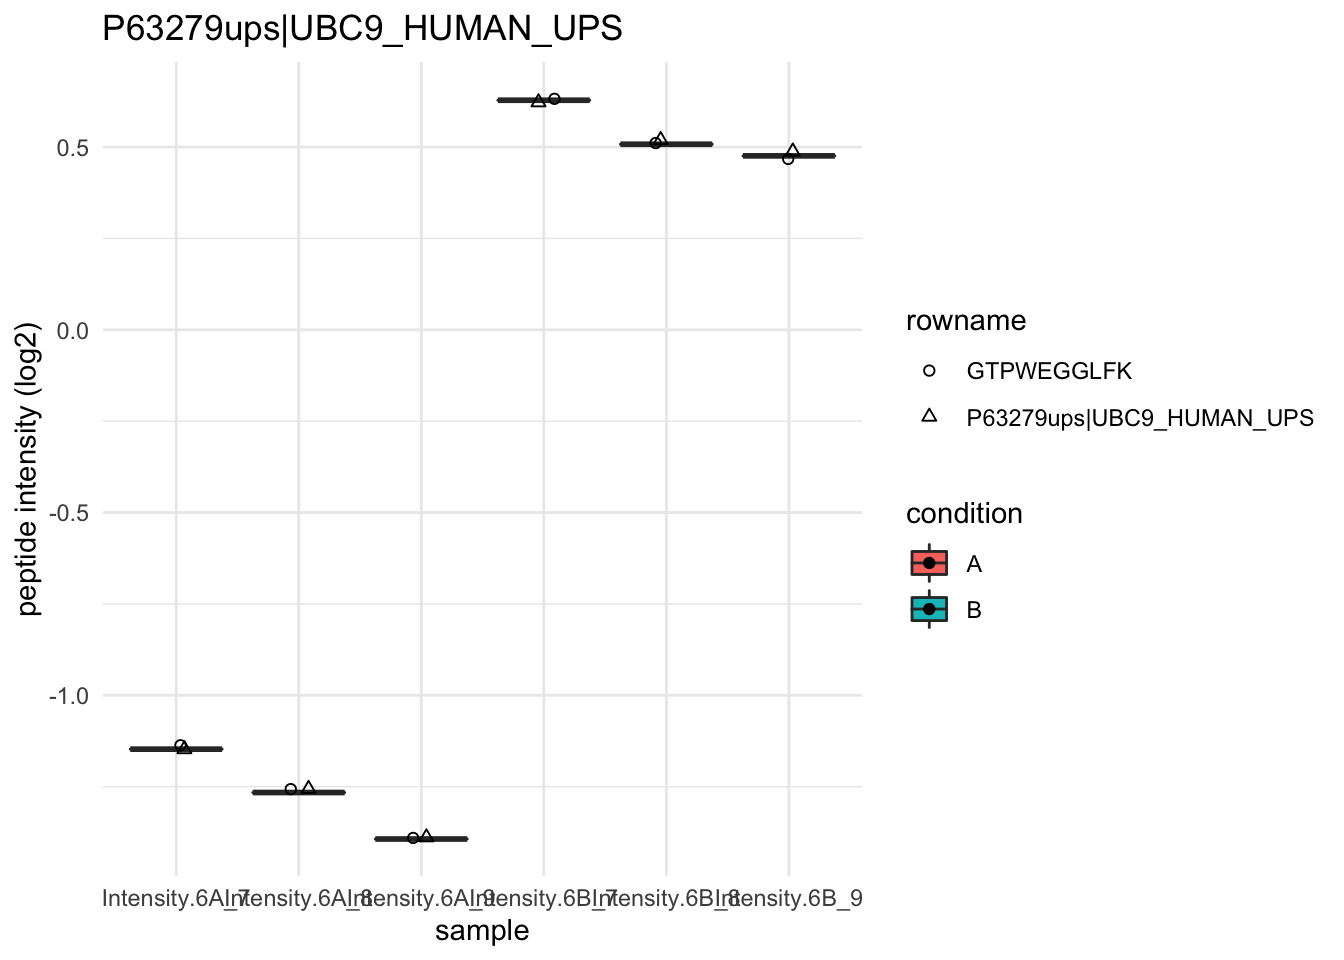 P63279ups|UBC9_HUMAN_UPS
peptide intensity (log2)
0.5
0.0
-0.5
-1.0
Intensity.6A_7 Intensity.6A_8 Intensity.6A_9 Intensity.6B_7 Intensity.6B_8 Intensity.6B_9
sample
rowname
GTPWEGGLFK
P63279ups|UBC9_HUMAN_UPS
condition
A
B